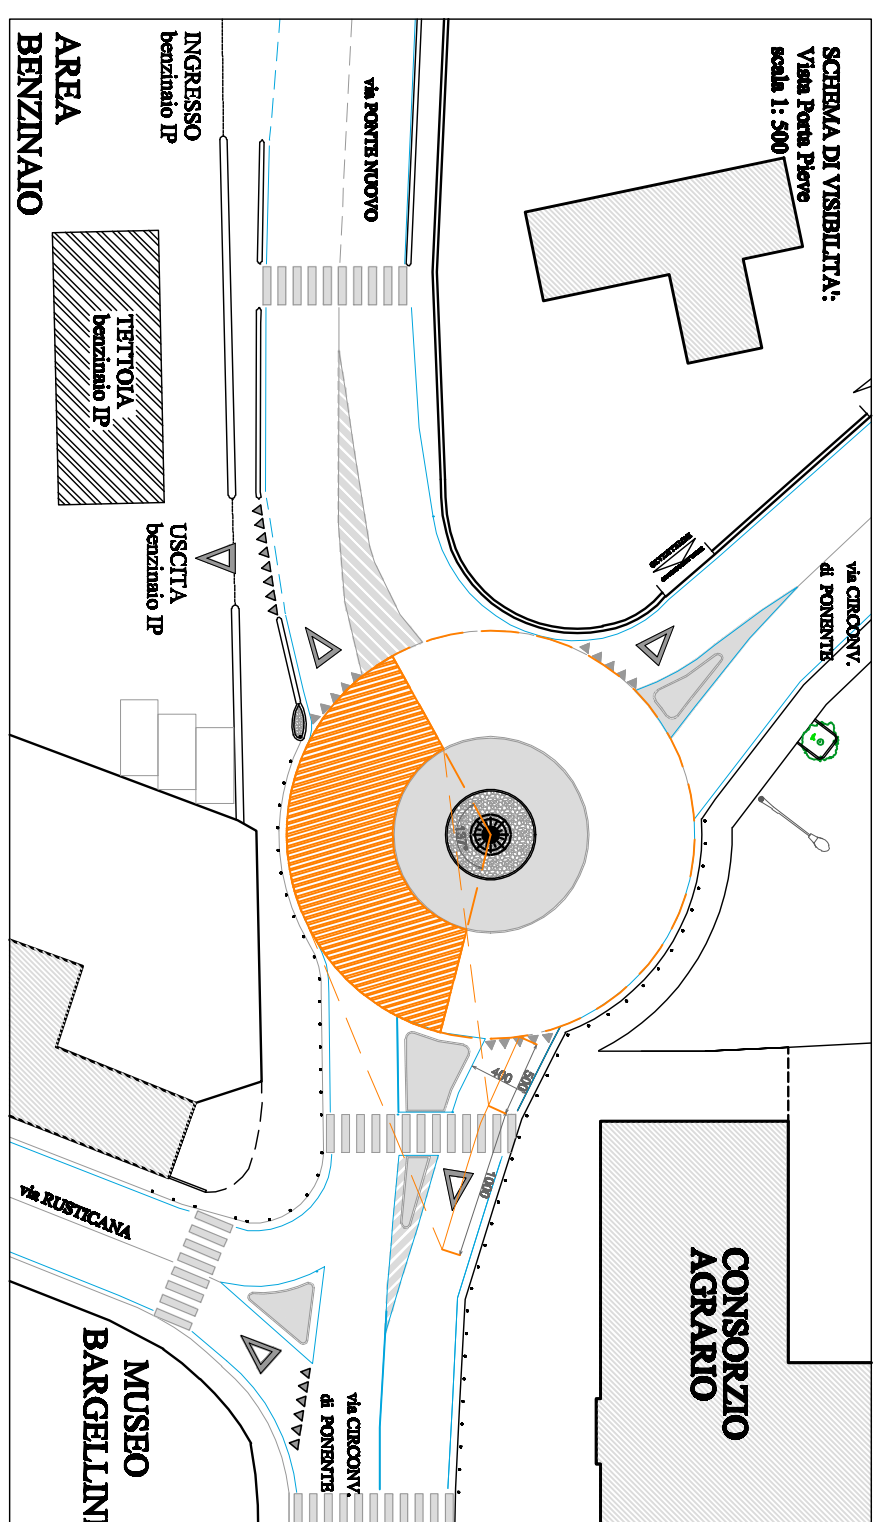 SCHEMA DI VISIBILITA':
Vista Porta Pieve
scala 1: 500
via PONTE NUOVO
INGRESSO
benzinaio IP
AREA
BENZINAIO
TETTOIA
benzinaio IP
USCITA
benzinaio IP
via CIRCONV.
di PONENTE
400
500
1000
via RUSTICANA
CONSORZIO
AGRARIO
MUSEO
BARGELLINI
via CIRCONV.
di PONENTE